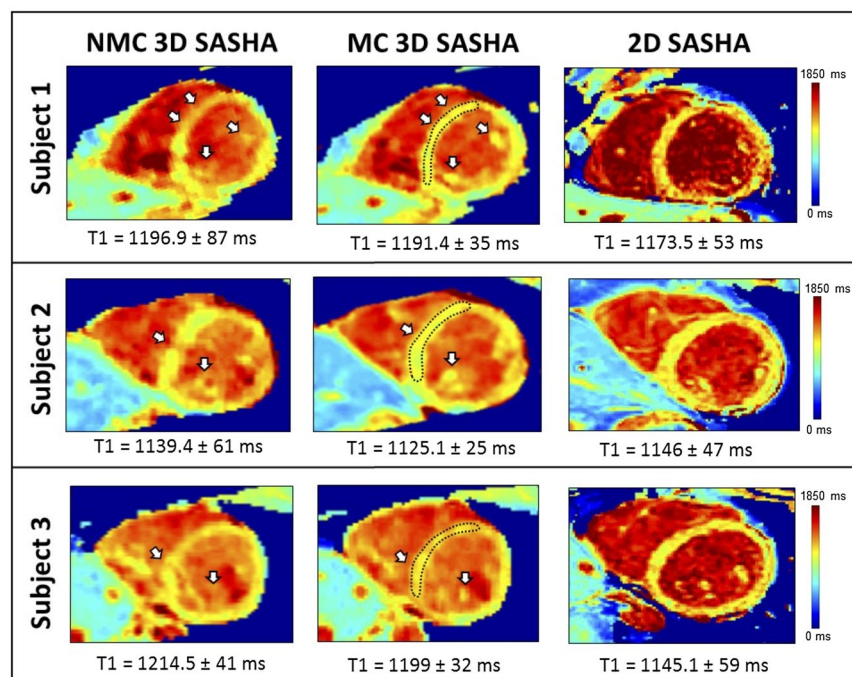 NMC 3D SASHA MC 3D SASHA 2D SASHA
Subject 1
1850 ms
0 ms
T1 = 1196.9 ± 87 ms T1 = 1191.4 ± 35 ms T1 = 1173.5 ± 53 ms
Subject 2
1850 ms
0 ms
T1 = 1139.4 ± 61 ms T1 = 1125.1 ± 25 ms T1 = 1146 ± 47 ms
Subject 3
1850 ms
0 ms
T1 = 1214.5 ± 41 ms T1 = 1199 ± 32 ms T1 = 1145.1 ± 59 ms